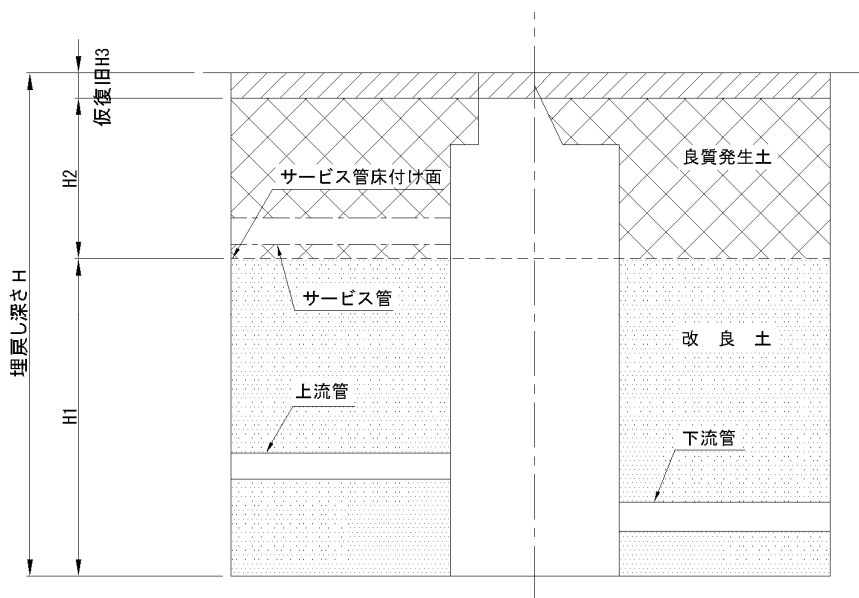 仮復旧H3
H2
埋戻し深さ H
H1
サービス管床付け面
良質発生土
サービス管
改 良 土
上流管
下流管